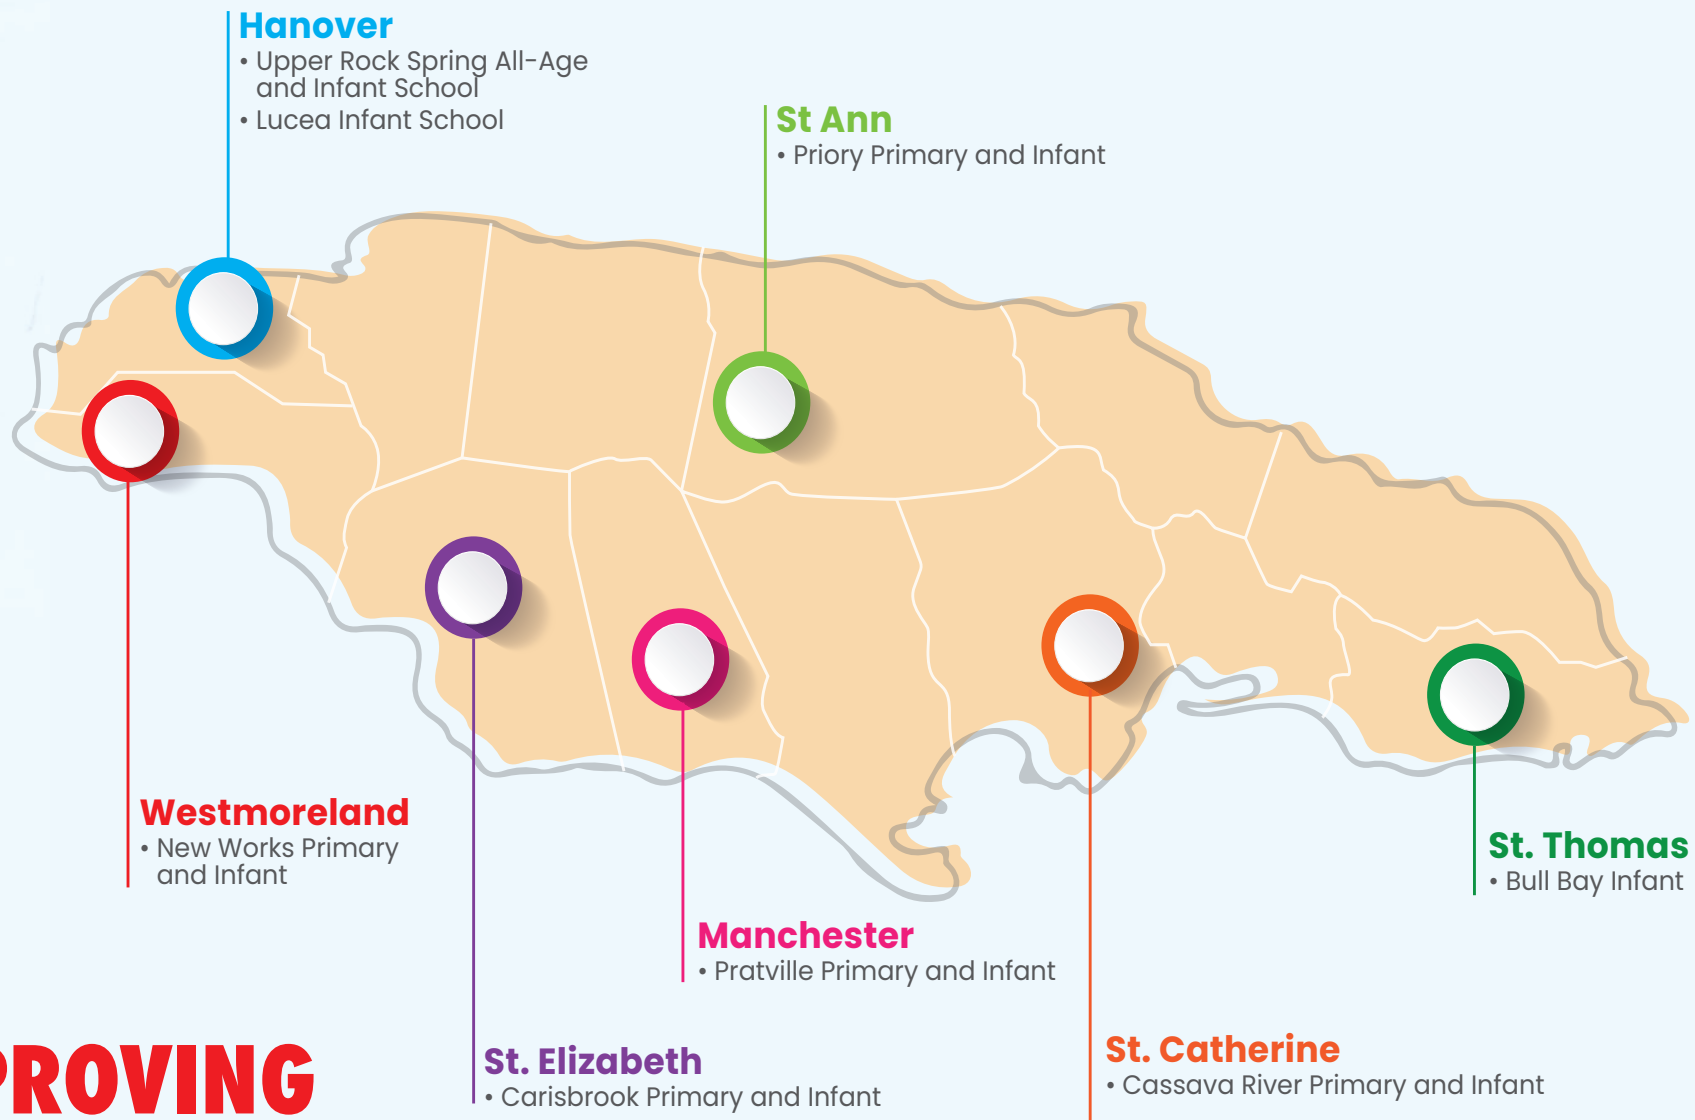 Hanover
• Upper Rock Spring All-Age
and Infant School
• Lucea Infant School
St Ann
• Priory Primary and Infant
Westmoreland
• New Works Primary
and Infant
St. Thomas
• Bull Bay Infant
Manchester
• Pratville Primary and Infant
St. Elizabeth
• Carisbrook Primary and Infant
St. Catherine
• Cassava River Primary and Infant
PROVING